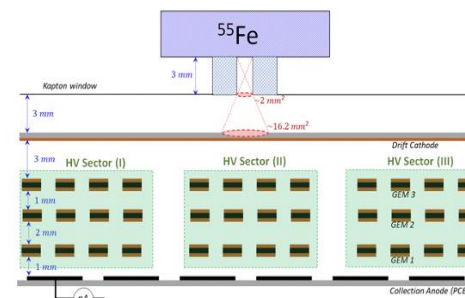 55Fe
3 mm
Kapton window
~2 mm²
3 mm
~16.2 mm²
Drift Cathode
3 mm
HV Sector (I)
HV Sector (II)
HV Sector (III)
GEM 3
1 mm
GEM 2
2 mm
GEM 1
1 mm
Collection Anode (PCB
nA